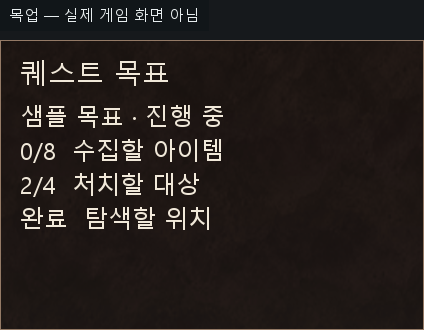 목업 — 실제 게임 화면 아님
퀘스트 목표
샘플 목표 · 진행 중
0/8 수집할 아이템
2/4 처치할 대상
완료 탐색할 위치